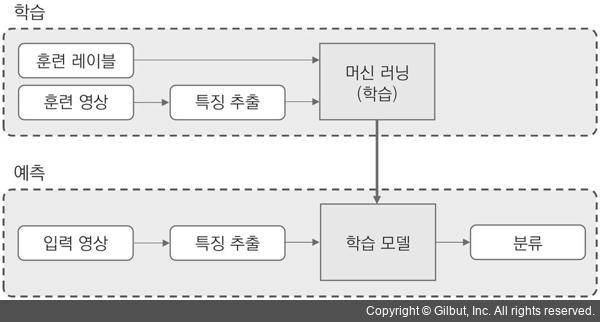 학습
훈련 레이블
머신 러닝
(학습)
훈련 영상
특징 추출
예측
입력 영상
특징 추출
학습 모델
분류
Copyright © Gilbut, Inc. All rights reserved.